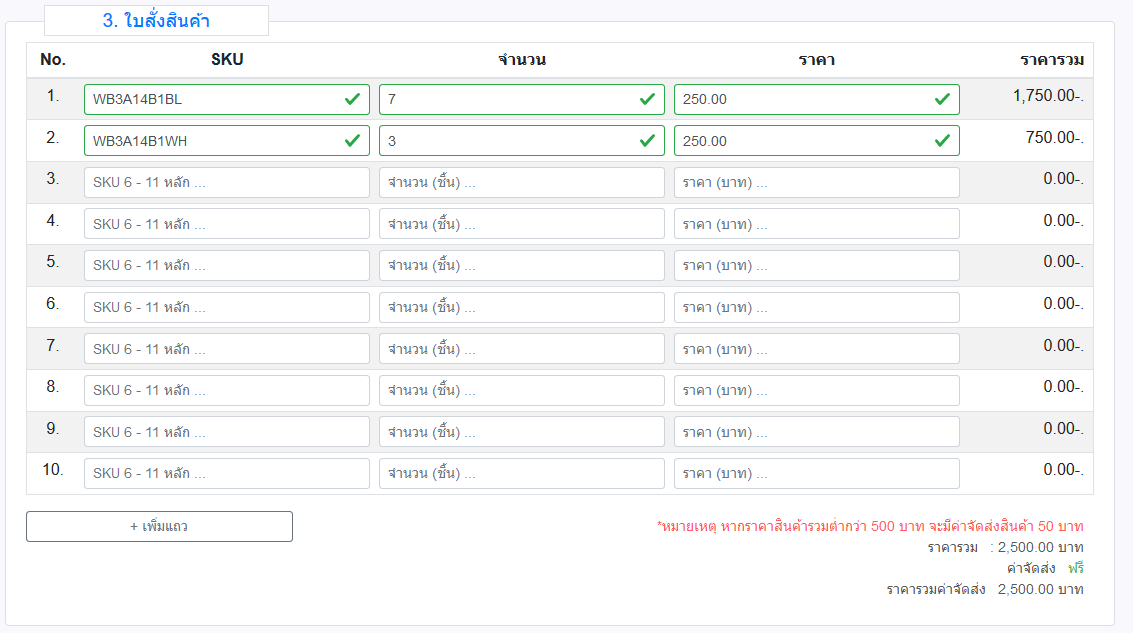 3. ใบสั่งสินค้า
No. SKU จำนวน ราคา ราคารวม
1. WB3A14B1BL 7 250.00 1,750.00-.
2. WB3A14B1WH 3 250.00 750.00-.
3. SKU 6 - 11 หลัก ... จำนวน (ชิ้น) ... ราคา (บาท) ... 0.00-.
4. SKU 6 - 11 หลัก ... จำนวน (ชิ้น) ... ราคา (บาท) ... 0.00-.
5. SKU 6 - 11 หลัก ... จำนวน (ชิ้น) ... ราคา (บาท) ... 0.00-.
6. SKU 6 - 11 หลัก ... จำนวน (ชิ้น) ... ราคา (บาท) ... 0.00-.
7. SKU 6 - 11 หลัก ... จำนวน (ชิ้น) ... ราคา (บาท) ... 0.00-.
8. SKU 6 - 11 หลัก ... จำนวน (ชิ้น) ... ราคา (บาท) ... 0.00-.
9. SKU 6 - 11 หลัก ... จำนวน (ชิ้น) ... ราคา (บาท) ... 0.00-.
10. SKU 6 - 11 หลัก ... จำนวน (ชิ้น) ... ราคา (บาท) ... 0.00-.
+ เพิ่มแถว
*หมายเหตุ หากราคาสินค้ารวมต่ำกว่า 500 บาท จะมีค่าจัดส่งสินค้า 50 บาท
ราคารวม : 2,500.00 บาท
ค่าจัดส่ง ฟรี
ราคารวมค่าจัดส่ง 2,500.00 บาท